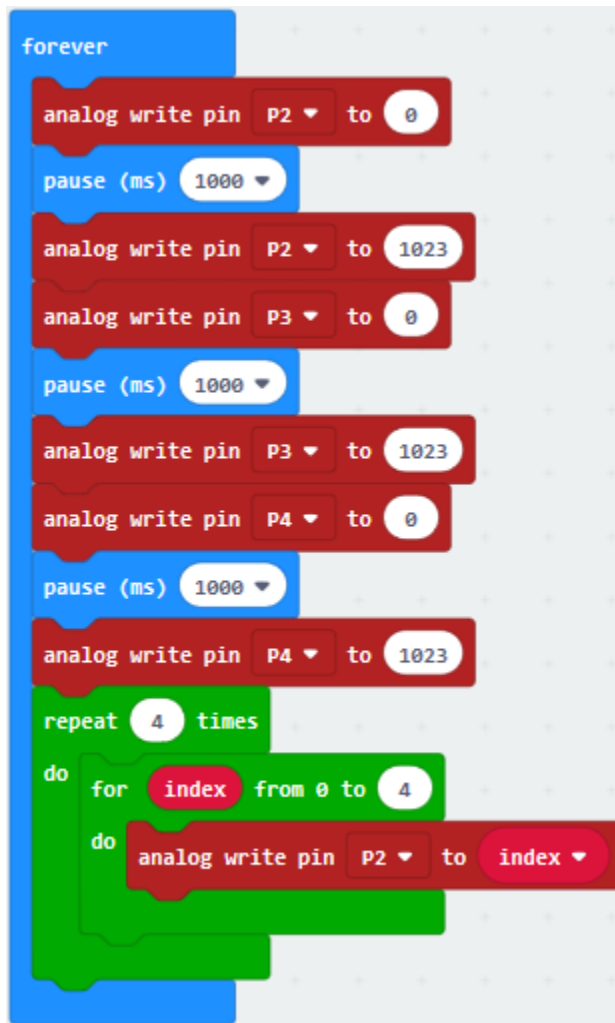 forever
analog write pin P2 to 0
pause (ms) 1000
analog write pin P2 to 1023
analog write pin P3 to 0
pause (ms) 1000
analog write pin P3 to 1023
analog write pin P4 to 0
pause (ms) 1000
analog write pin P4 to 1023
repeat 4 times
do for index from 0 to 4
do analog write pin P2 to index